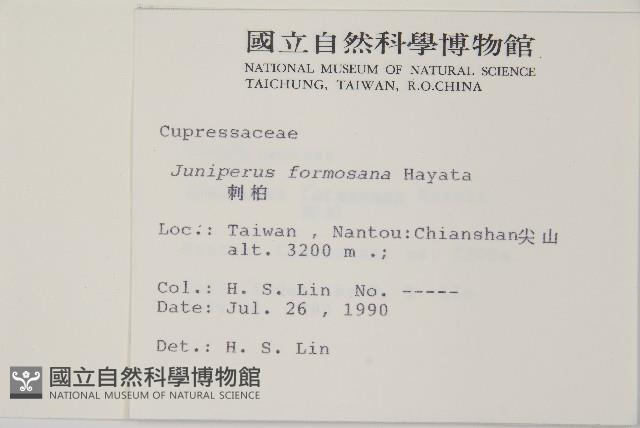 國立自然科學博物館
NATIONAL MUSEUM OF NATURAL SCIENCE
TAICHUNG, TAIWAN, R.O.CHINA
Cupressaceae
Juniperus formosana Hayata
刺柏
Loc.: Taiwan , Nantou:Chianshan尖山
alt. 3200 m .;
Col.: H. S. Lin No. -----
Date: Jul. 26 , 1990
Det.: H. S. Lin
國立自然科學博物館
NATIONAL MUSEUM OF NATURAL SCIENCE